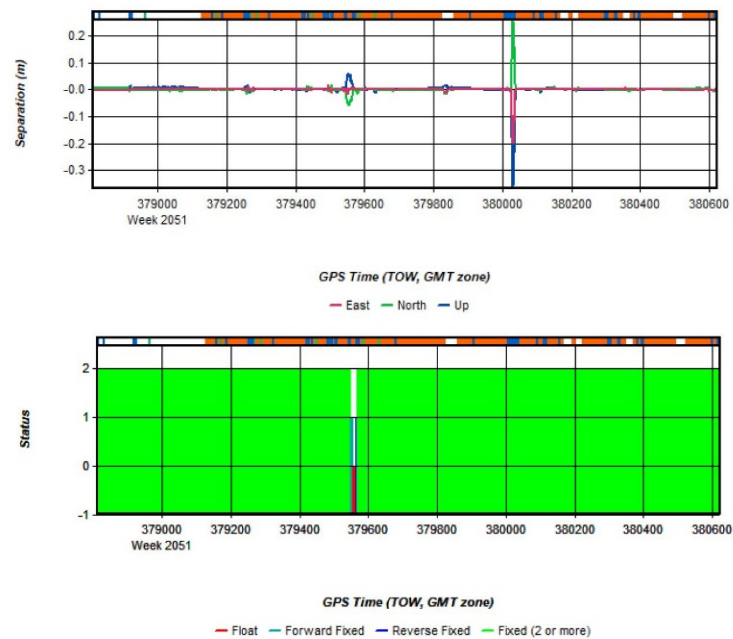 0.2
0.1
-0.0
-0.1
-0.2
-0.3
Separation (m)
379000 379200 379400 379600 379800 380000 380200 380400 380600
Week 2051
GPS Time (TOW, GMT zone)
East North Up
2
1
0
-1
Status
379000 379200 379400 379600 379800 380000 380200 380400 380600
Week 2051
GPS Time (TOW, GMT zone)
Float Forward Fixed Reverse Fixed Fixed (2 or more)